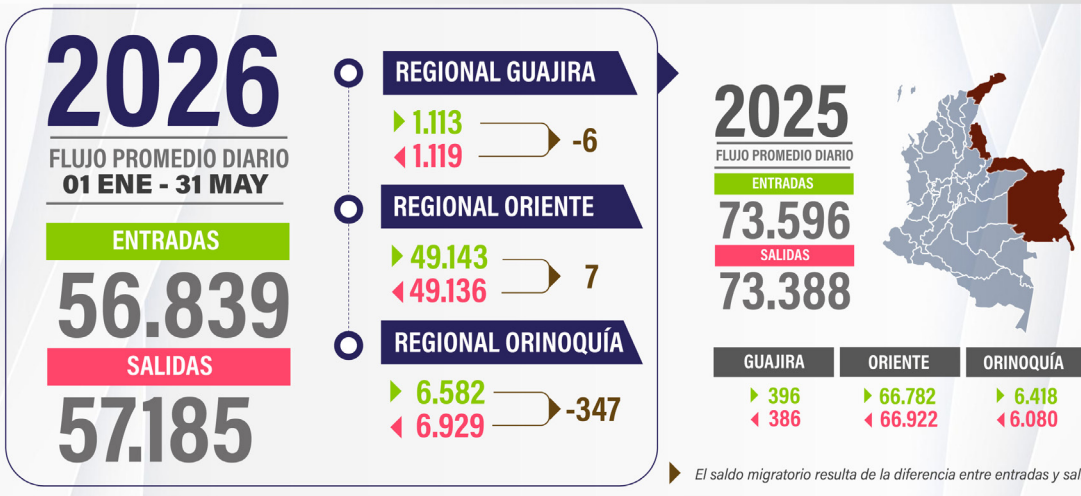 2026
FLUJO PROMEDIO DIARIO
01 ENE - 31 MAY
ENTRADAS
56.839
SALIDAS
57.185
REGIONAL GUAJIRA
1.113
1.119
-6
REGIONAL ORIENTE
49.143
49.136
7
REGIONAL ORINOQUÍA
6.582
6.929
-347
2025
FLUJO PROMEDIO DIARIO
ENTRADAS
73.596
SALIDAS
73.388
GUAJIRA
396
386
ORIENTE
66.782
66.922
ORINOQUÍA
6.418
6.080
El saldo migratorio resulta de la diferencia entre entradas y sal